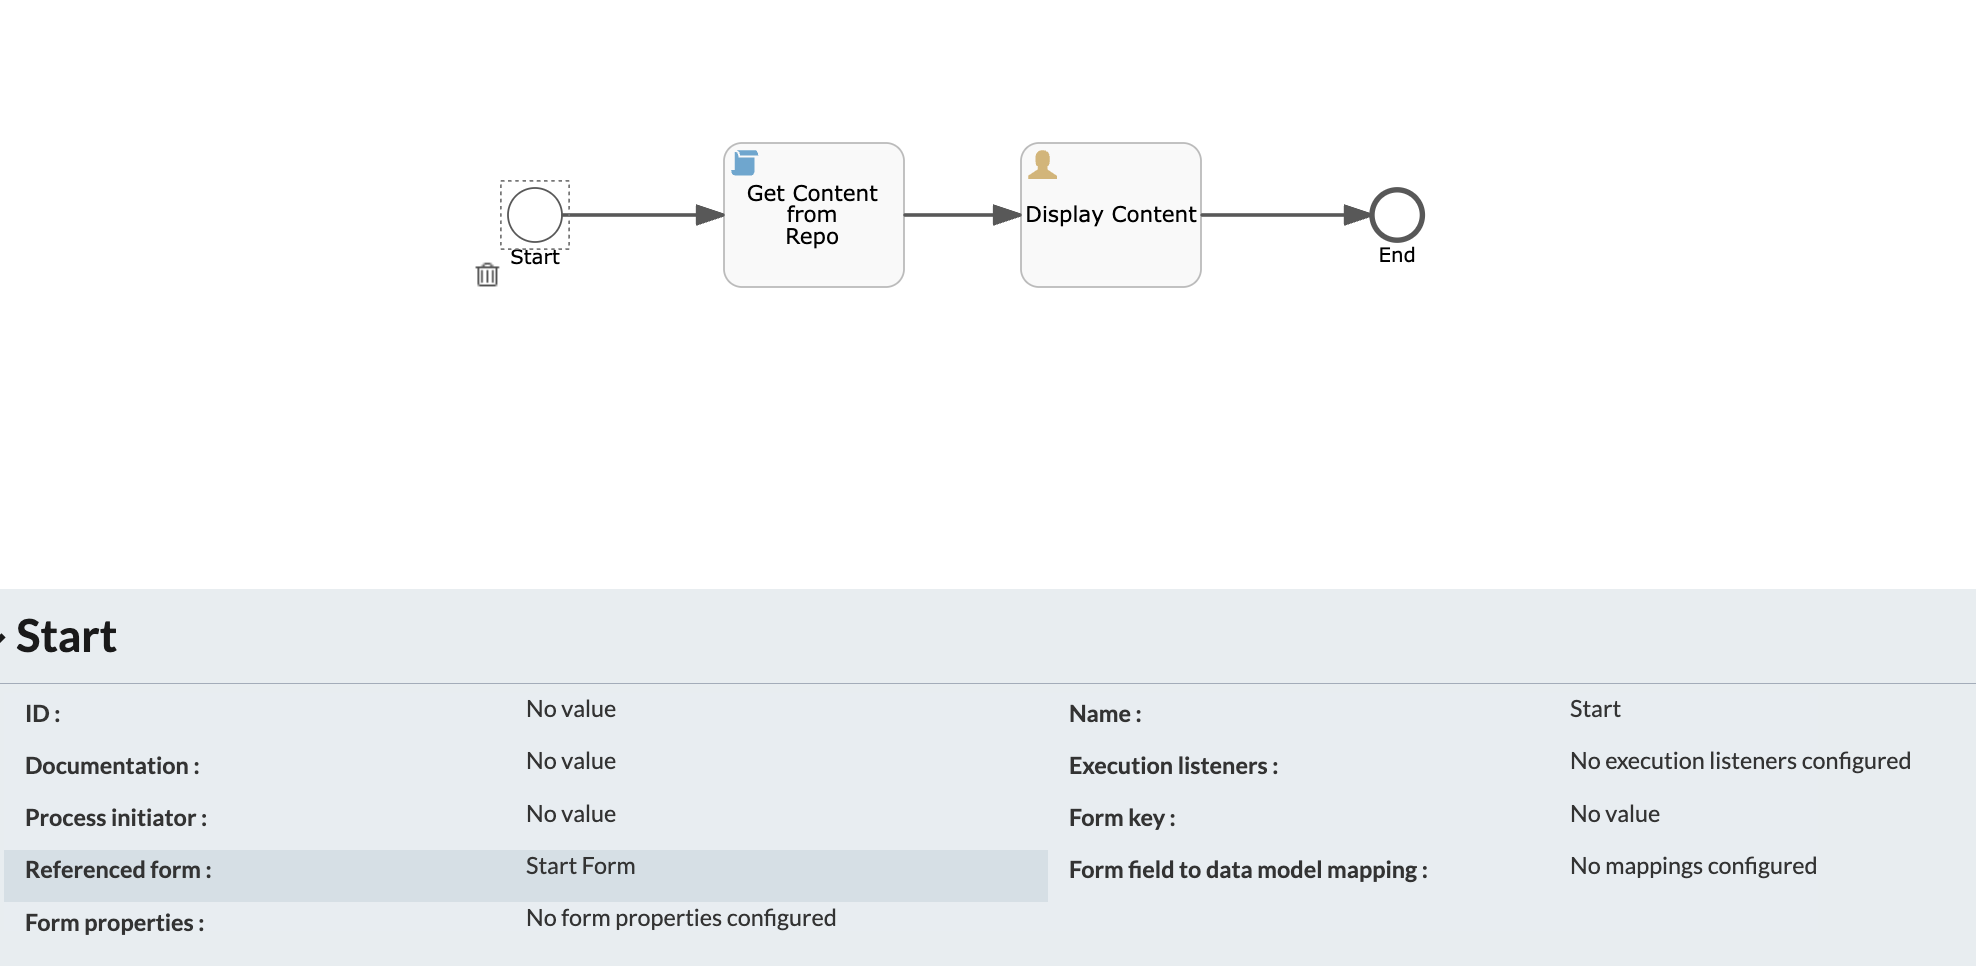 Get Content
from
Repo
Display Content
Start
End
Start
ID :
No value
Name :
Start
Documentation :
No value
Execution listeners :
No execution listeners configured
Process initiator :
No value
Form key :
No value
Referenced form :
Start Form
Form field to data model mapping :
No mappings configured
Form properties :
No form properties configured